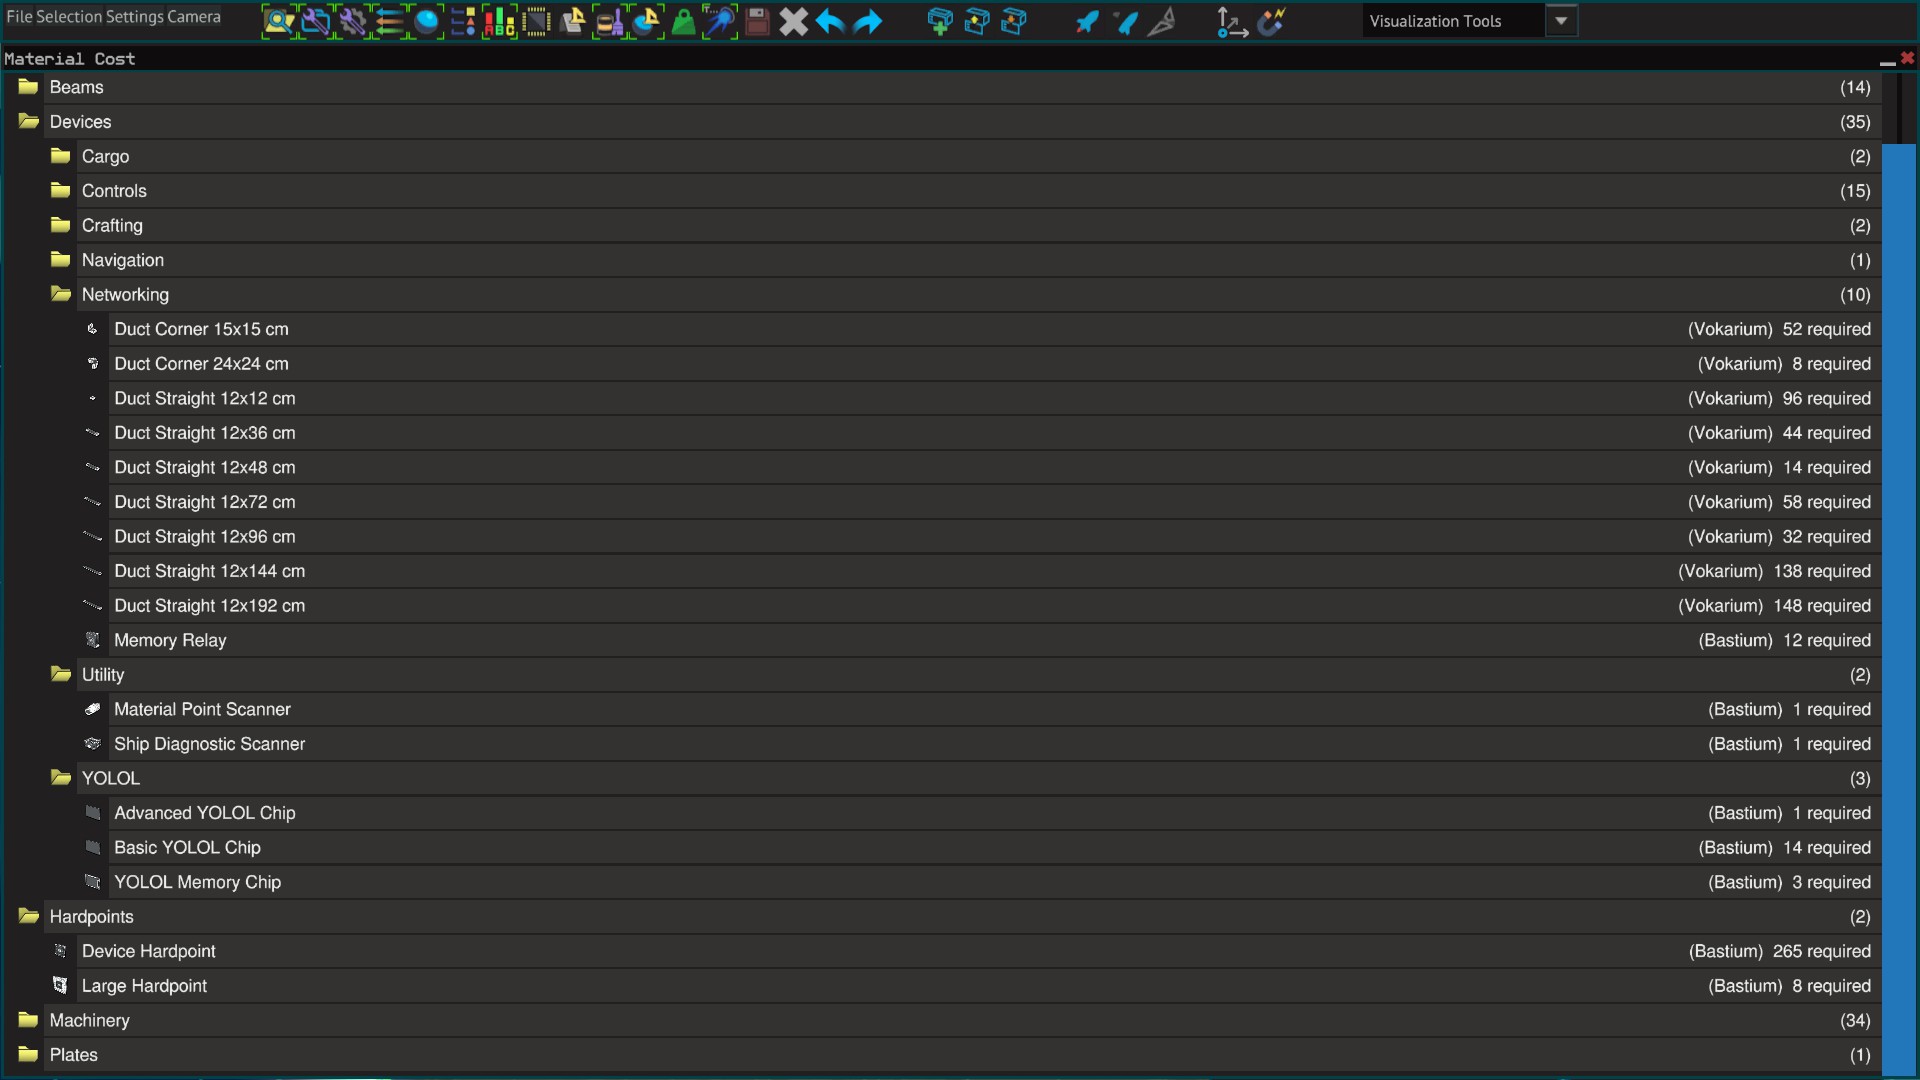 File Selection Settings Camera
Visualization Tools
Material Cost
Beams (14)
Devices (35)
Cargo (2)
Controls (15)
Crafting (2)
Navigation (1)
Networking (10)
Duct Corner 15x15 cm (Vokarium) 52 required
Duct Corner 24x24 cm (Vokarium) 8 required
Duct Straight 12x12 cm (Vokarium) 96 required
Duct Straight 12x36 cm (Vokarium) 44 required
Duct Straight 12x48 cm (Vokarium) 14 required
Duct Straight 12x72 cm (Vokarium) 58 required
Duct Straight 12x96 cm (Vokarium) 32 required
Duct Straight 12x144 cm (Vokarium) 138 required
Duct Straight 12x192 cm (Vokarium) 148 required
Memory Relay (Bastium) 12 required
Utility (2)
Material Point Scanner (Bastium) 1 required
Ship Diagnostic Scanner (Bastium) 1 required
YOLOL (3)
Advanced YOLOL Chip (Bastium) 1 required
Basic YOLOL Chip (Bastium) 14 required
YOLOL Memory Chip (Bastium) 3 required
Hardpoints (2)
Device Hardpoint (Bastium) 265 required
Large Hardpoint (Bastium) 8 required
Machinery (34)
Plates (1)